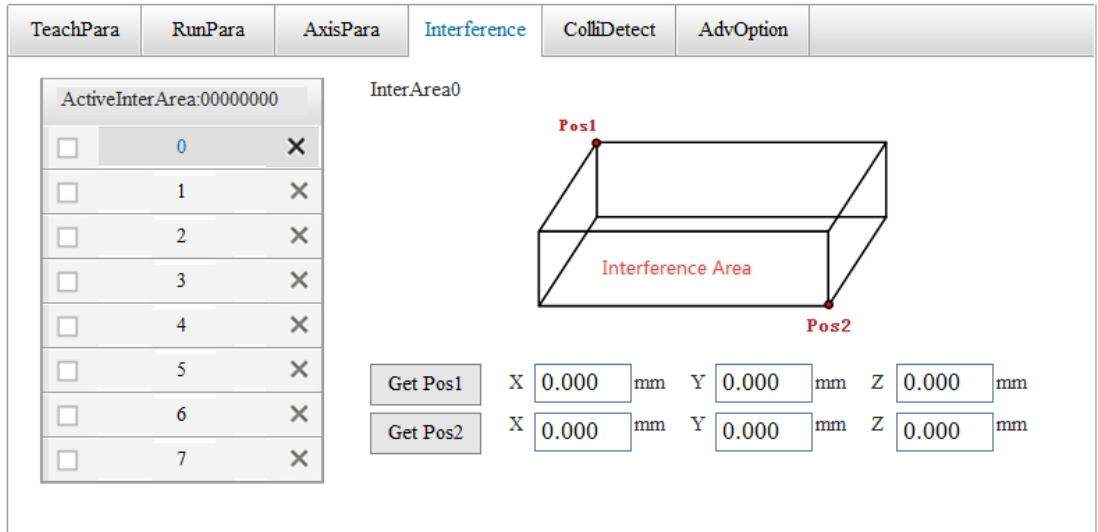 TeachPara RunPara AxisPara Interference ColliDetect AdvOption
ActiveInterArea:00000000
0
1
2
3
4
5
6
7
InterArea0
Pos1
Interference Area
Pos2
Get Pos1 X 0.000 mm Y 0.000 mm Z 0.000 mm
Get Pos2 X 0.000 mm Y 0.000 mm Z 0.000 mm